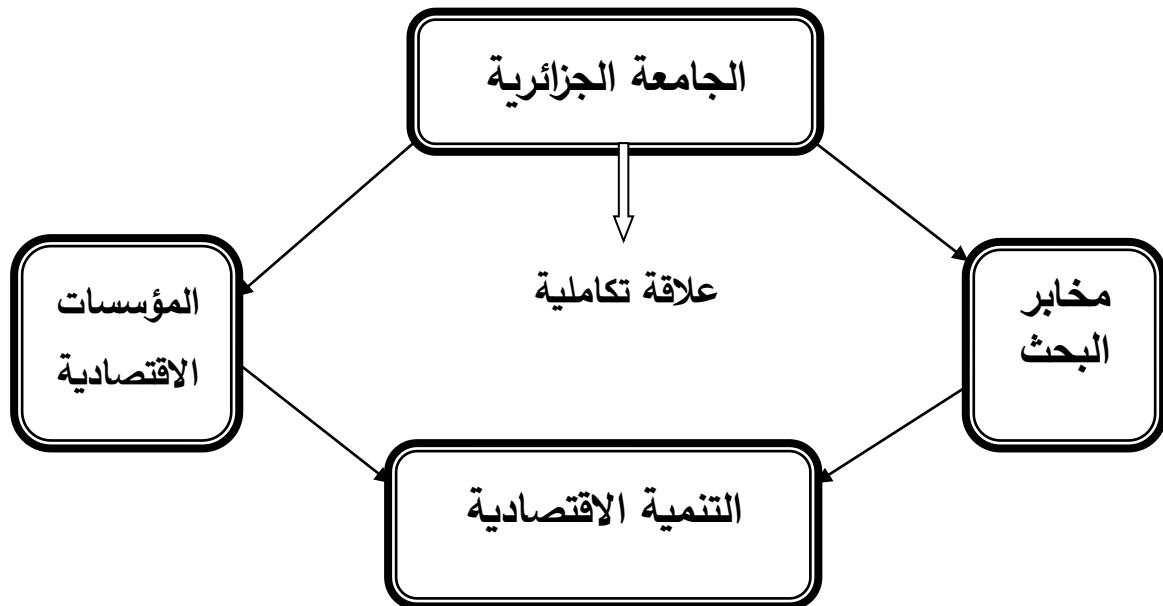 الجامعة الجزائرية
علاقة تكاملية
مخابر
البحث
المؤسسات
الاقتصادية
التنمية الاقتصادية